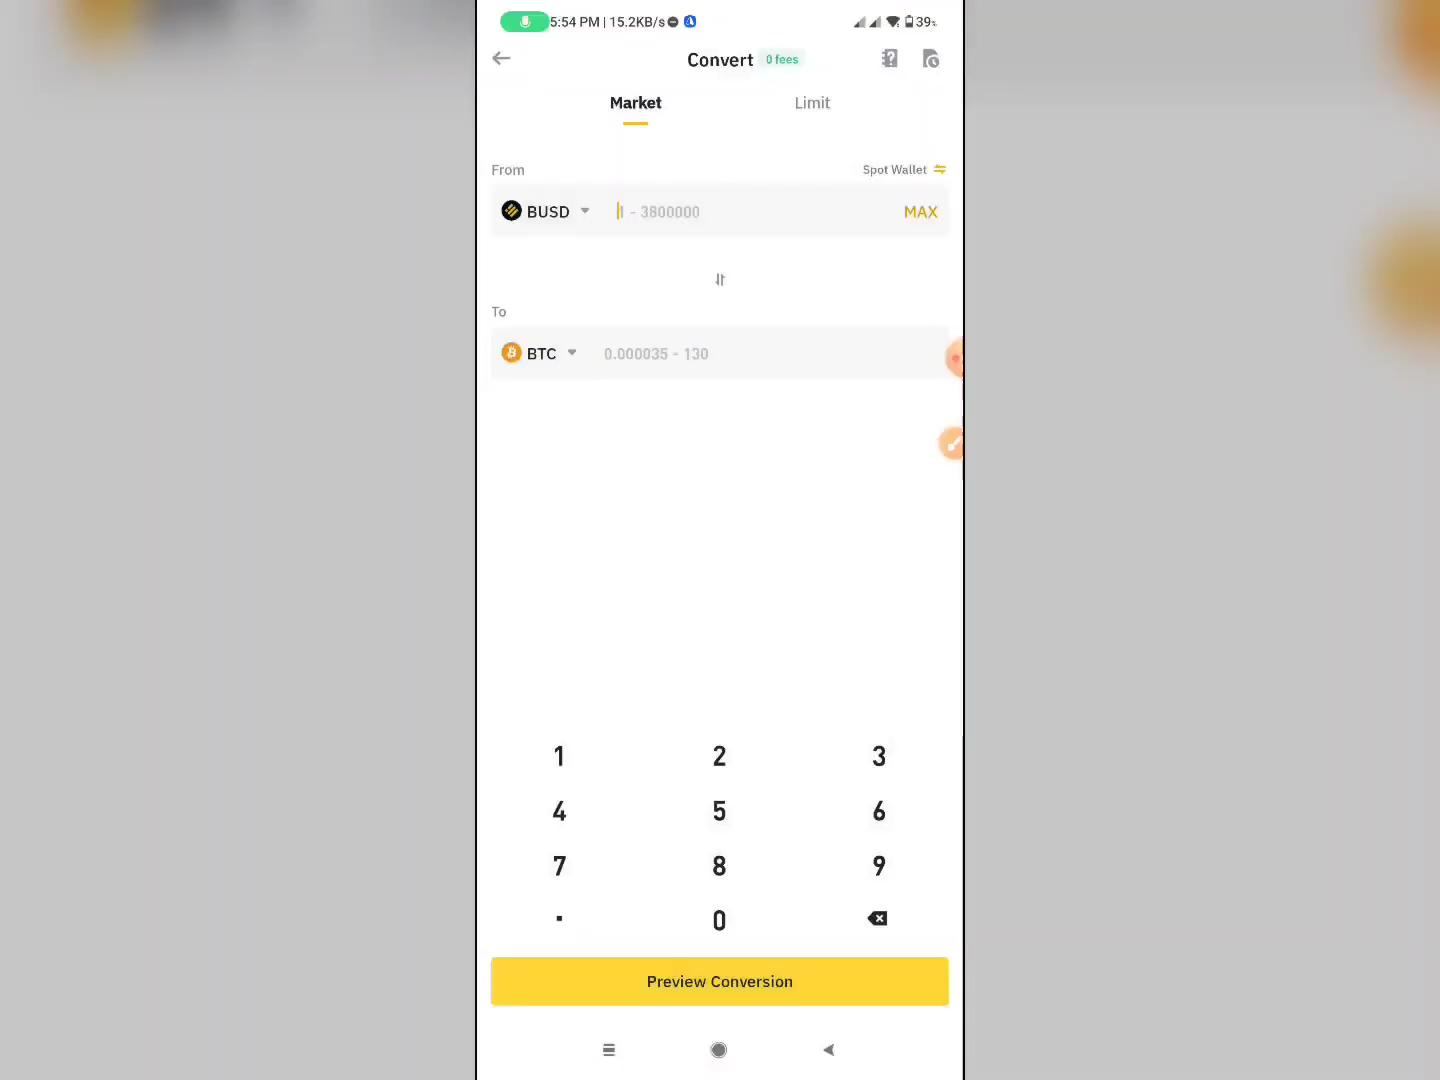 5:54 PM | 15.2KB/s 39
Convert 0 fees
Market Limit
From Spot Wallet
BUSD 1 - 3800000 MAX
To
BTC 0.000035 - 130
1 2 3
4 5 6
7 8 9
. 0
Preview Conversion